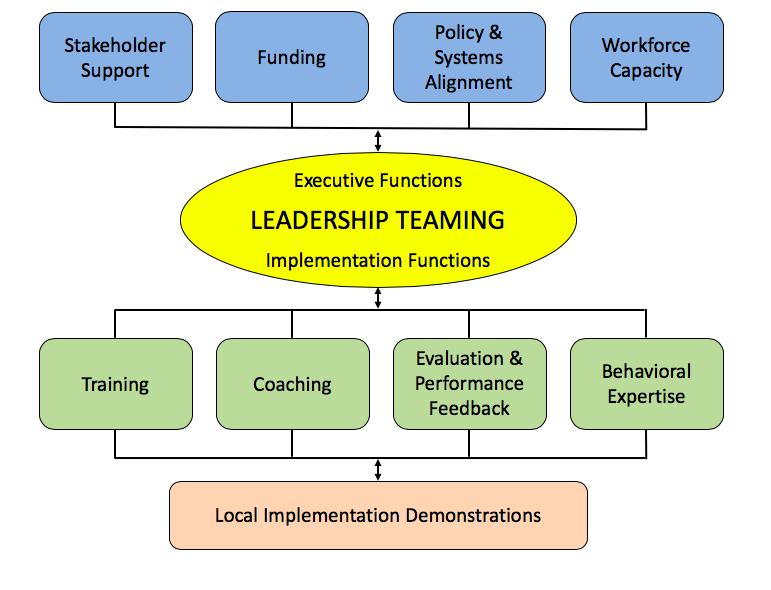 Stakeholder
Support
Funding
Policy &
Systems
Alignment
Workforce
Capacity
Executive Functions
LEADERSHIP TEAMING
Implementation Functions
Training
Coaching
Evaluation &
Performance
Feedback
Behavioral
Expertise
Local Implementation Demonstrations